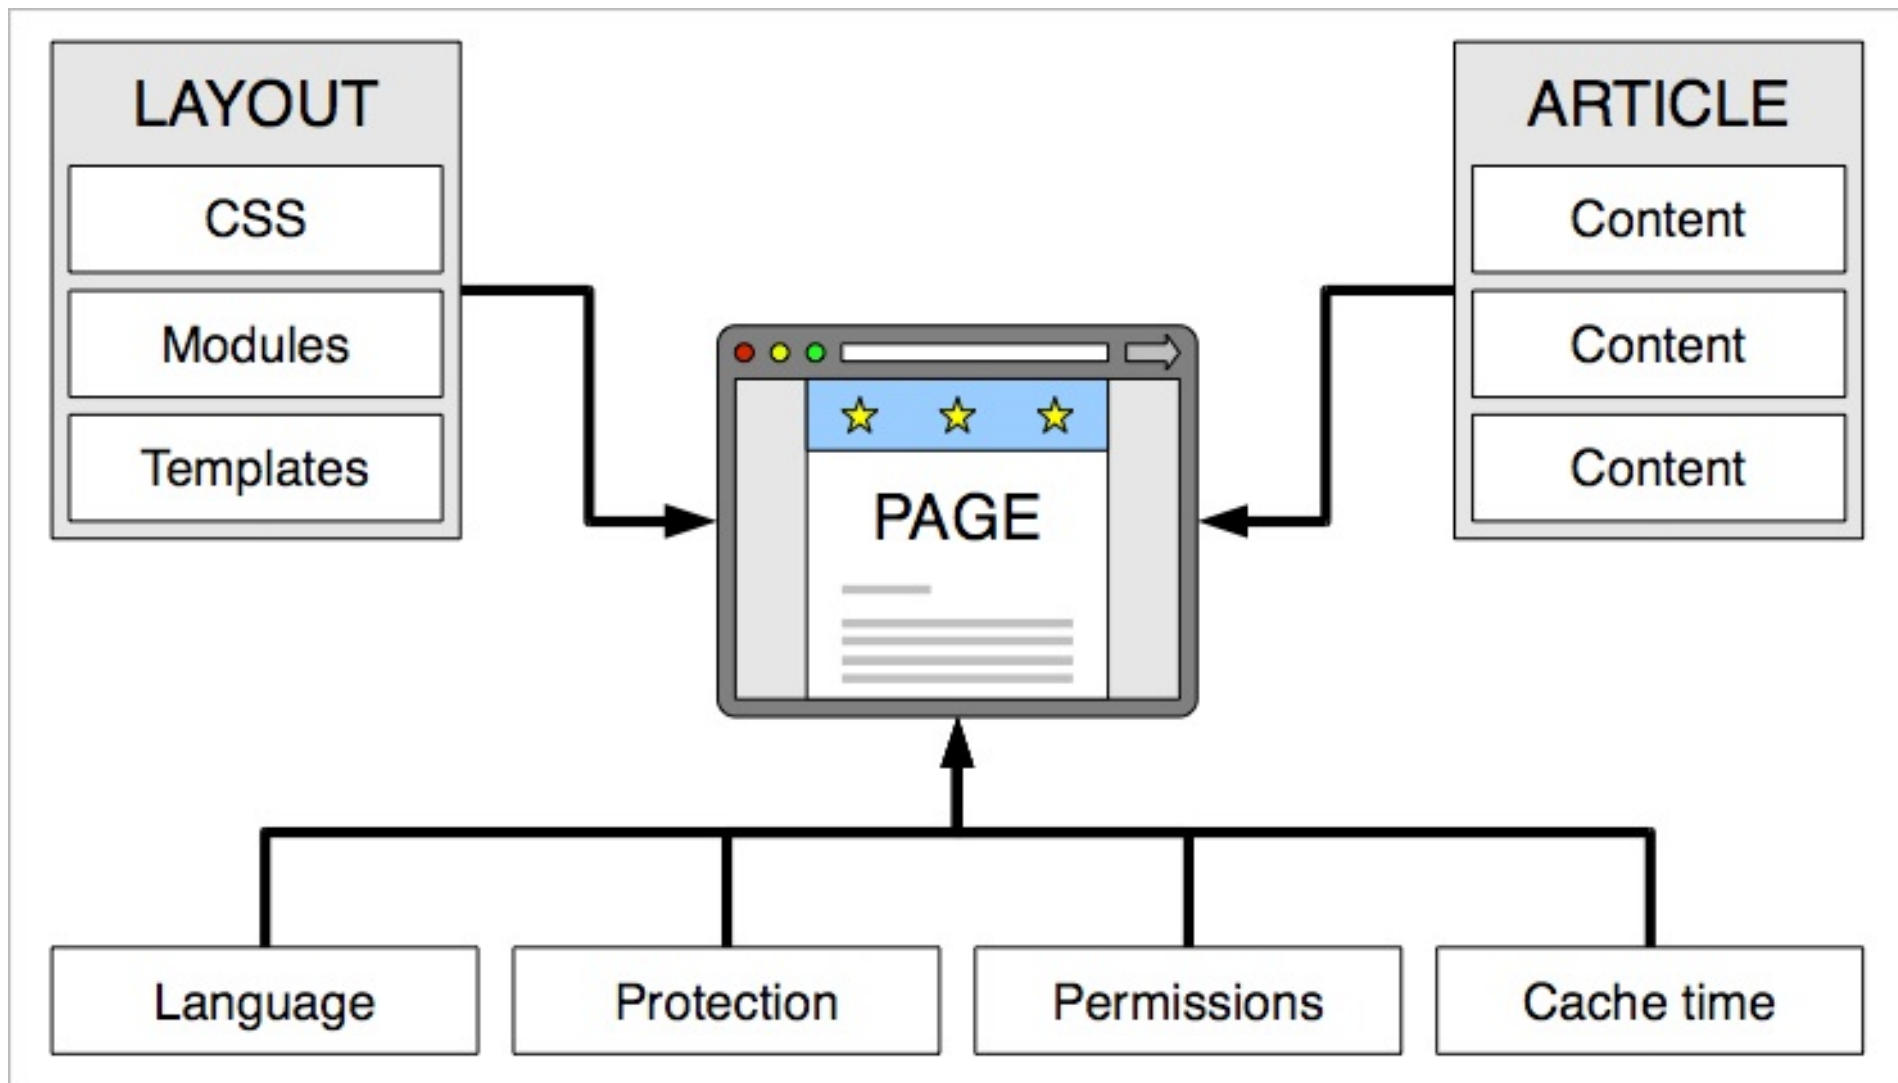 LAYOUT
CSS
Modules
Templates
ARTICLE
Content
Content
Content
PAGE
Language
Protection
Permissions
Cache time